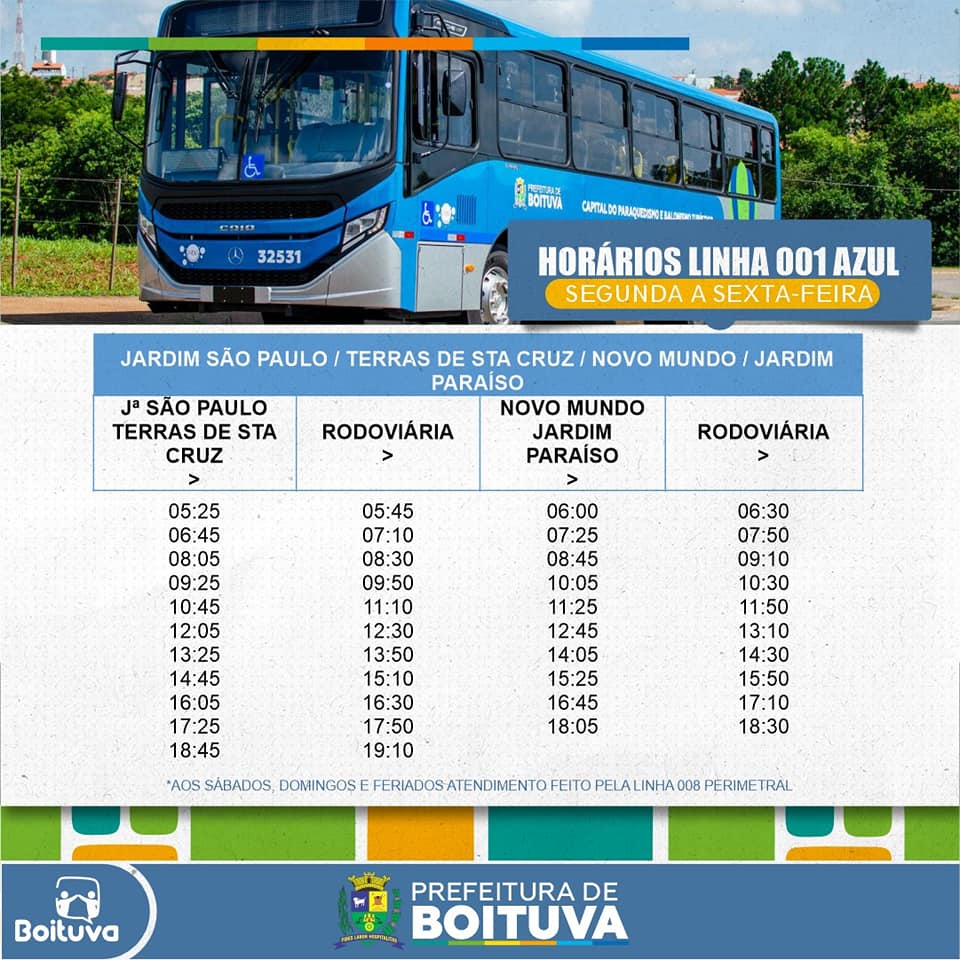 CAIO
32531
PREFEITURA DE
BOITUVA
CAPITAL DO PARAQUEDISMO E BALONISMO TURÍSTICO
HORÁRIOS LINHA 001 AZUL
SEGUNDA A SEXTA-FEIRA
JARDIM SÃO PAULO / TERRAS DE STA CRUZ / NOVO MUNDO / JARDIM
PARAÍSO
Jª SÃO PAULO
TERRAS DE STA
CRUZ
>
RODOVIÁRIA
>
NOVO MUNDO
JARDIM
PARAÍSO
>
RODOVIÁRIA
>
05:25 05:45 06:00 06:30
06:45 07:10 07:25 07:50
08:05 08:30 08:45 09:10
09:25 09:50 10:05 10:30
10:45 11:10 11:25 11:50
12:05 12:30 12:45 13:10
13:25 13:50 14:05 14:30
14:45 15:10 15:25 15:50
16:05 16:30 16:45 17:10
17:25 17:50 18:05 18:30
18:45 19:10
*AOS SÁBADOS, DOMINGOS E FERIADOS ATENDIMENTO FEITO PELA LINHA 008 PERIMETRAL
Boituva
PREFEITURA DE
BOITUVA